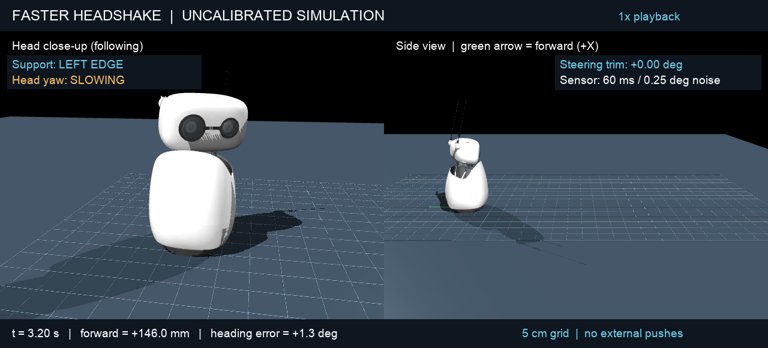 FASTER HEADSHAKE | UNCALIBRATED SIMULATION
1x playback
Head close-up (following)
Support: LEFT EDGE
Head yaw: SLOWING
Side view | green arrow = forward (+X)
Steering trim: +0.00 deg
Sensor: 60 ms / 0.25 deg noise
t = 3.20 s | forward = +146.0 mm | heading error = +1.3 deg
5 cm grid | no external pushes